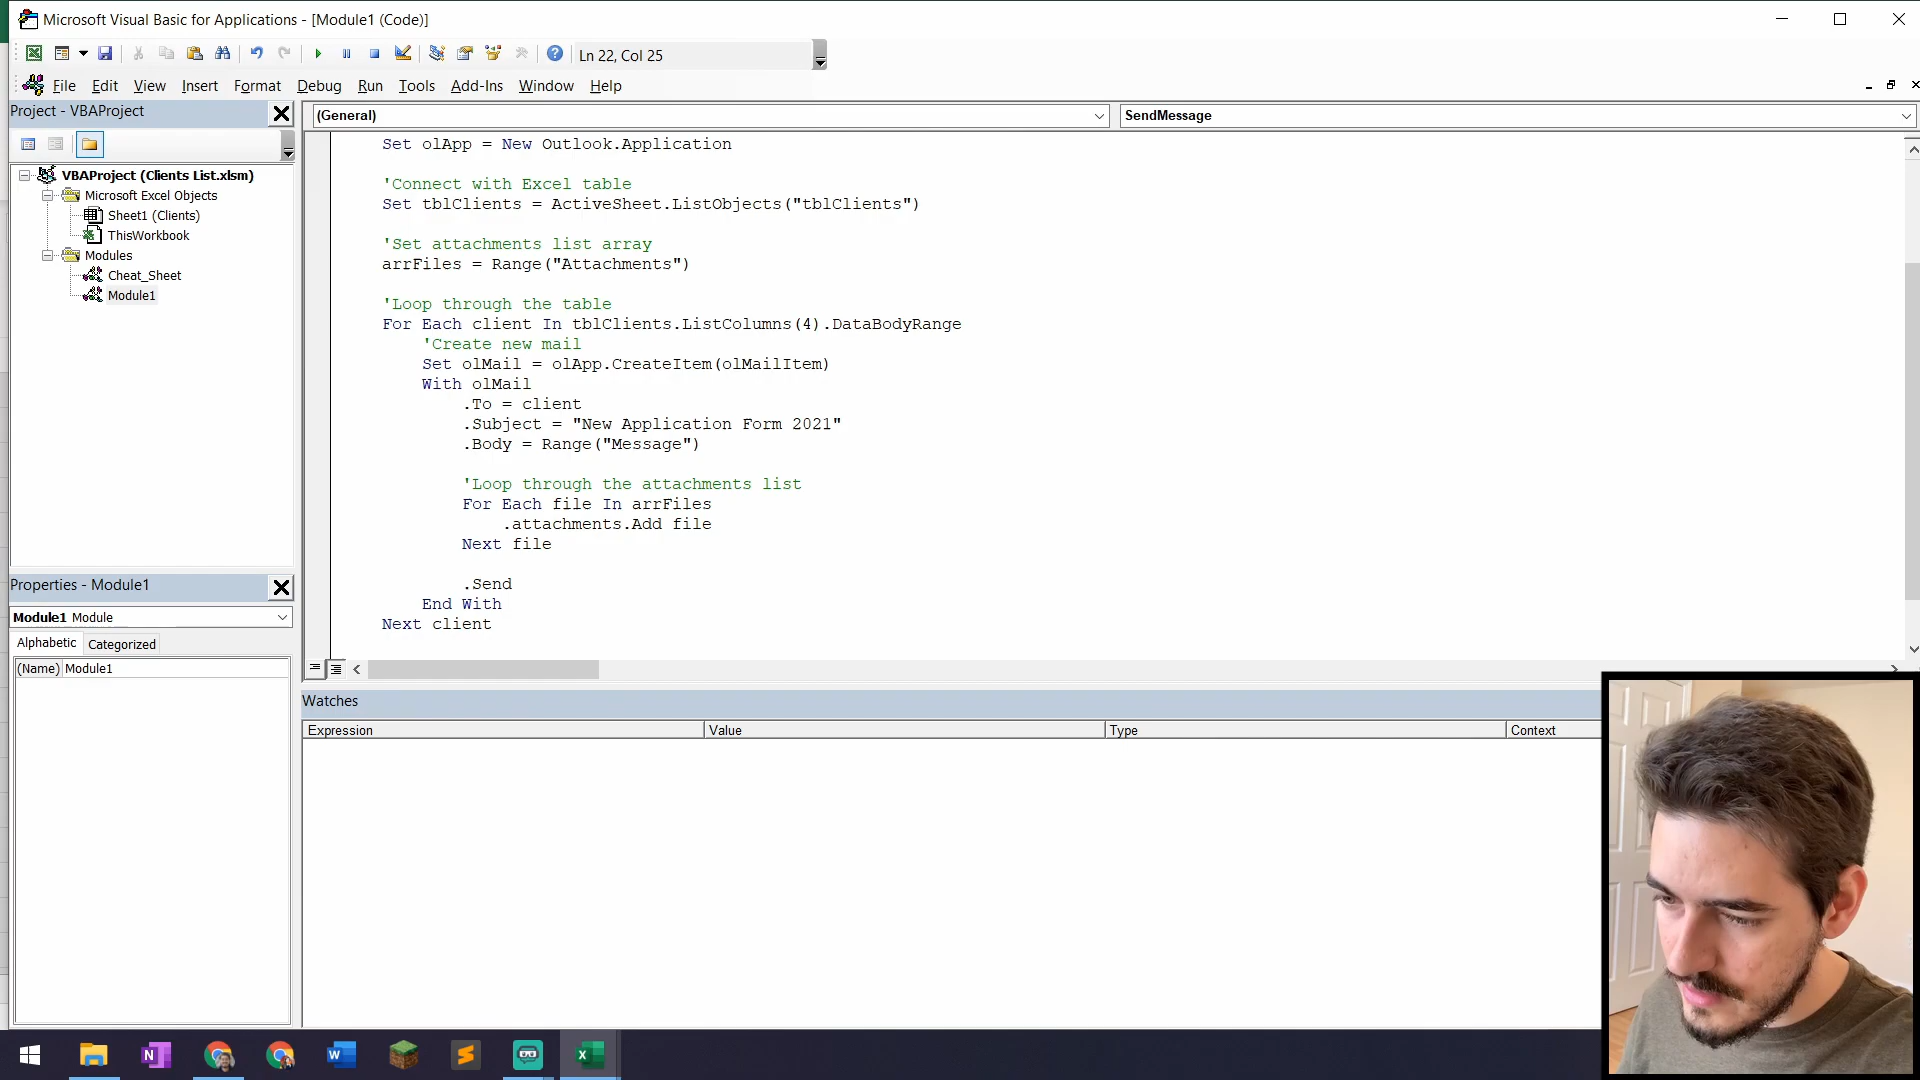 Microsoft Visual Basic for Applications - [Module1 (Code)]
Ln 22, Col 25
File Edit View Insert Format Debug Run Tools Add-Ins Window Help
Project - VBAProject
(General)
SendMessage
VBAProject (Clients List.xlsm)
Microsoft Excel Objects
Sheet1 (Clients)
ThisWorkbook
Modules
Cheat_Sheet
Module1
Set olApp = New Outlook.Application
'Connect with Excel table
Set tblClients = ActiveSheet.ListObjects("tblClients")
'Set attachments list array
arrFiles = Range("Attachments")
'Loop through the table
For Each client In tblClients.ListColumns(4).DataBodyRange
'Create new mail
Set olMail = olApp.CreateItem(olMailItem)
With olMail
.To = client
.Subject = "New Application Form 2021"
.Body = Range("Message")
'Loop through the attachments list
For Each file In arrFiles
.attachments.Add file
Next file
.Send
End With
Next client
Properties - Module1
Module1 Module
Alphabetic Categorized
(Name) Module1
Watches
Expression Value Type Context